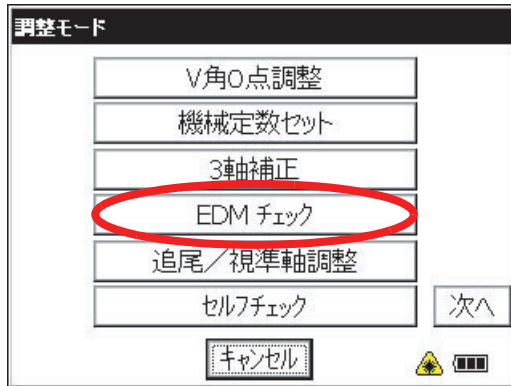 調整モード
V角0点調整
機械定数セット
3軸補正
EDM チェック
追尾／視準軸調整
セルフチェック
次へ
キャンセル